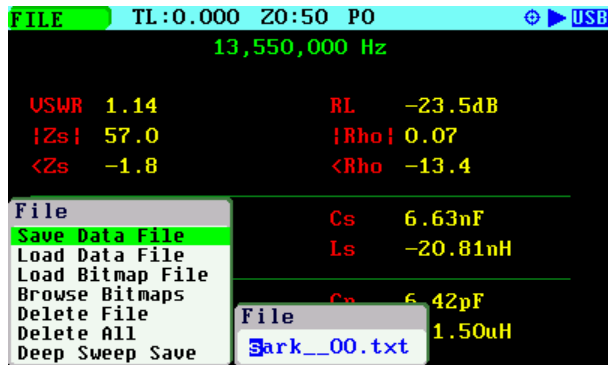 FILE TL:0.000 Z0:50 P0 USB
13,550,000 Hz
VSWR 1.14 RL -23.5dB
|Zs| 57.0 |Rho| 0.07
<Zs -1.8 <Rho -13.4
File
Save Data File
Load Data File
Load Bitmap File
Browse Bitmaps
Delete File
Delete All
Deep Sweep Save
Cs 6.63nF
Ls -20.81nH
6.42pF
1.50uH
File
Sark__00.txt